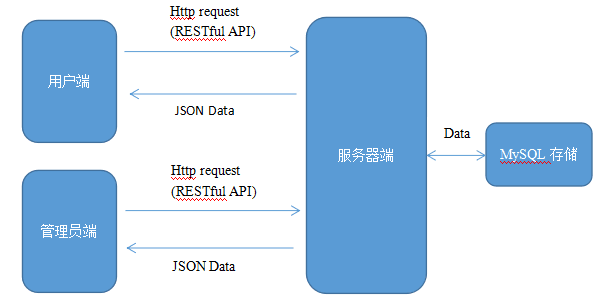 Http request
(RESTful API)
用户端
JSON Data
服务器端
Data
MySQL 存储
Http request
(RESTful API)
管理员端
JSON Data